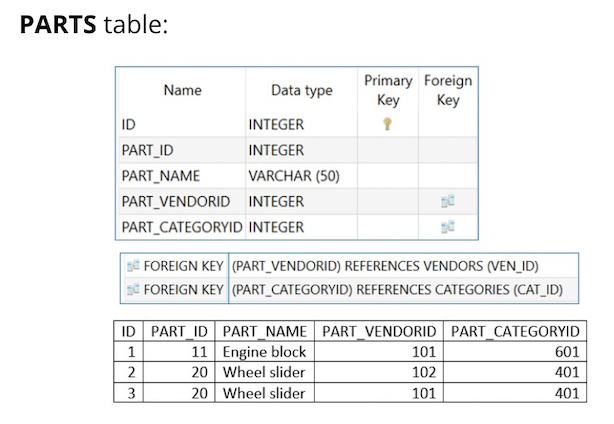 PARTS table:
Name Data type Primary Key Foreign Key
ID INTEGER
PART_ID INTEGER
PART_NAME VARCHAR (50)
PART_VENDORID INTEGER
PART_CATEGORYID INTEGER
FOREIGN KEY (PART_VENDORID) REFERENCES VENDORS (VEN_ID)
FOREIGN KEY (PART_CATEGORYID) REFERENCES CATEGORIES (CAT_ID)
ID PART_ID PART_NAME PART_VENDORID PART_CATEGORYID
1 11 Engine block 101 601
2 20 Wheel slider 102 401
3 20 Wheel slider 101 401